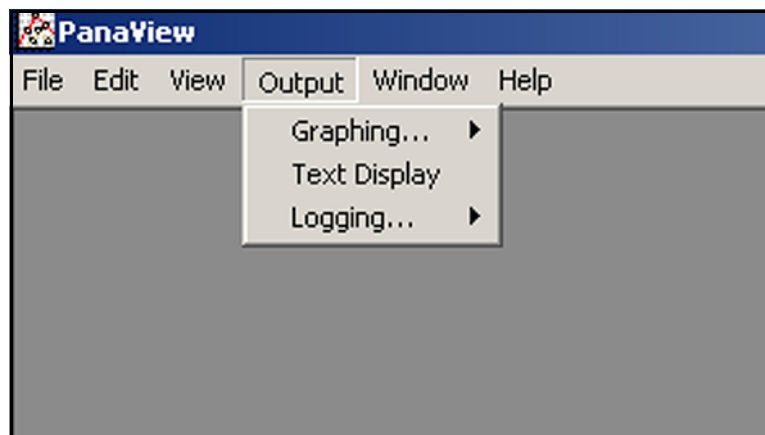 PanaView
File Edit View Output Window Help
Graphing...
Text Display
Logging...